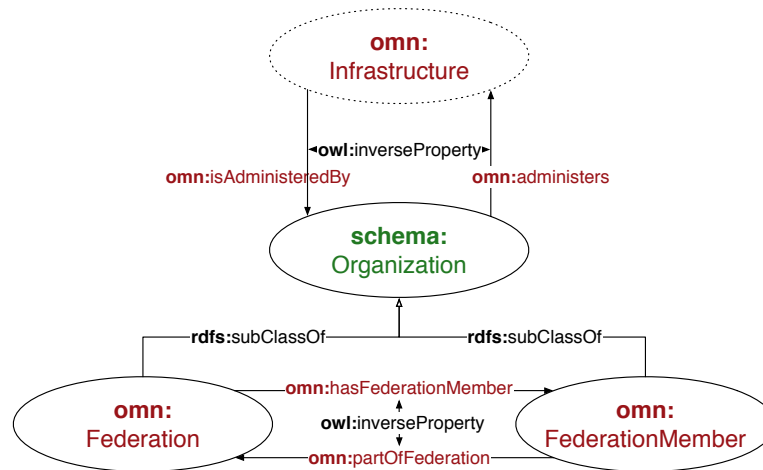 omn:
Infrastructure
owl:inverseProperty
omn:isAdministeredBy
omn:administers
schema:
Organization
rdfs:subClassOf
rdfs:subClassOf
omn:hasFederationMember
omn:
Federation
owl:inverseProperty
omn:
FederationMember
omn:partOfFederation